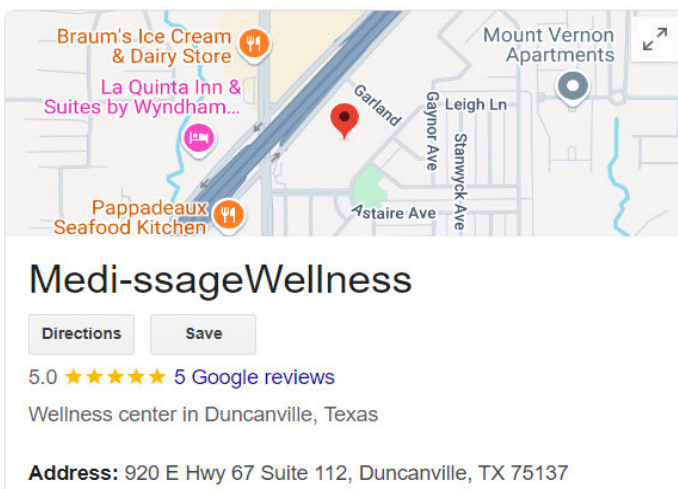 Braum's Ice Cream
& Dairy Store
Mount Vernon
Apartments
La Quinta Inn &
Suites by Wyndham...
Garland
Gaynor Ave
Leigh Ln
Stanwyck Ave
Pappadeaux
Seafood Kitchen
Astaire Ave
Medi-ssageWellness
Directions
Save
5.0 ★★★★★ 5 Google reviews
Wellness center in Duncanville, Texas
Address: 920 E Hwy 67 Suite 112, Duncanville, TX 75137